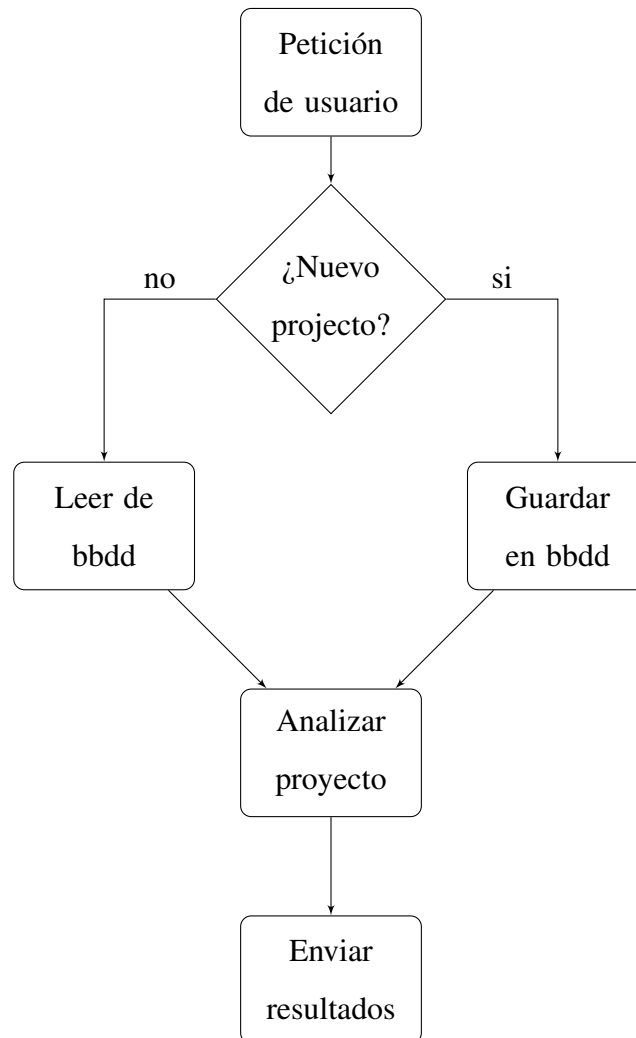 Petición
de usuario
¿Nuevo
projecto?
no
si
Leer de
bbdd
Guardar
en bbdd
Analizar
proyecto
Enviar
resultados